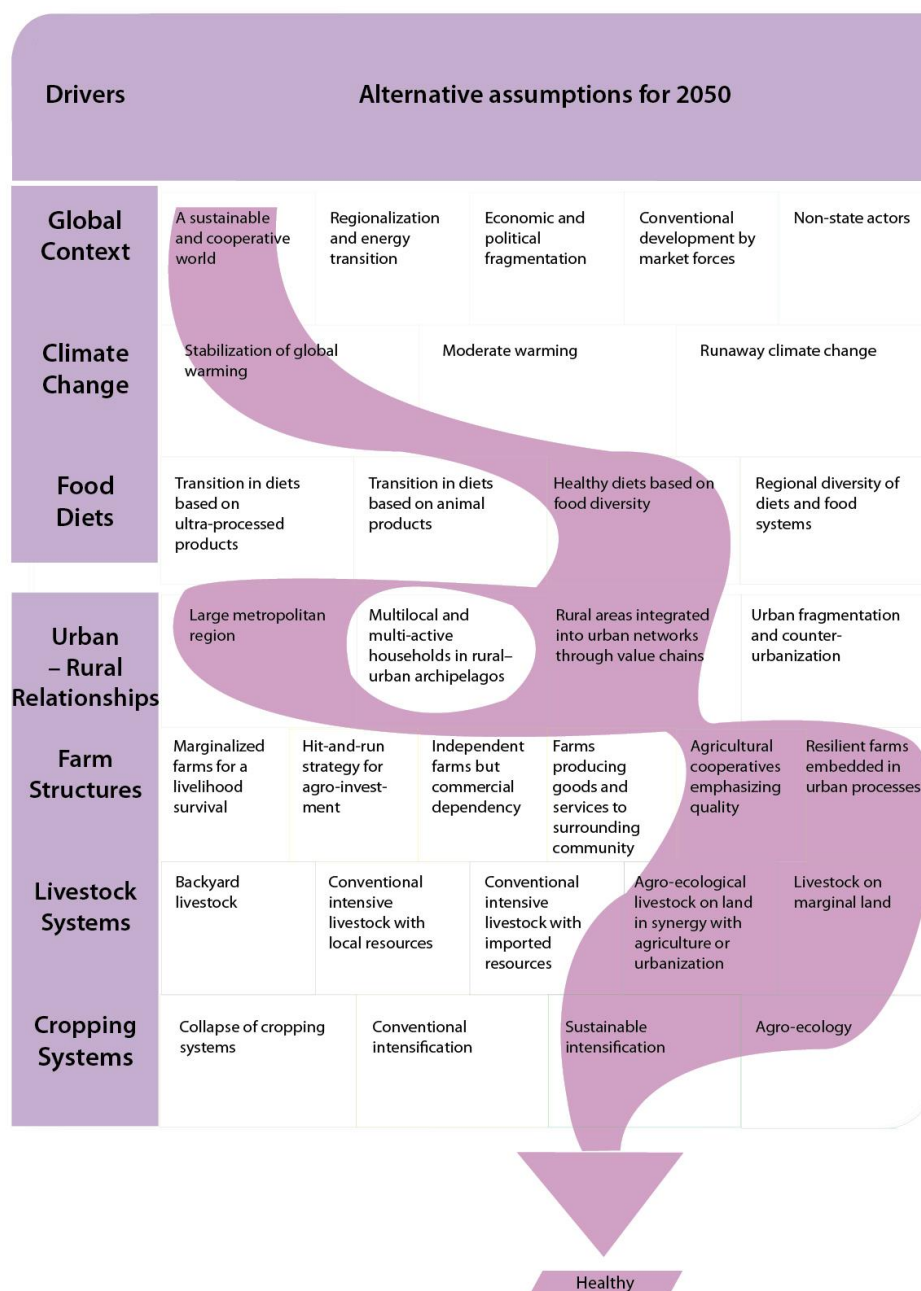 Drivers
Alternative assumptions for 2050
Global
Context
A sustainable
and cooperative
world
Regionalization
and energy
transition
Economic and
political
fragmentation
Conventional
development by
market forces
Non-state actors
Climate
Change
Stabilization of global
warming
Moderate warming
Runaway climate change
Food
Diets
Transition in diets
based on
ultra-processed
products
Transition in diets
based on animal
products
Healthy diets based on
food diversity
Regional diversity of
diets and food
systems
Urban
– Rural
Relationships
Large metropolitan
region
Multilocal and
multi-active
households in rural–
urban archipelagos
Rural areas integrated
into urban networks
through value chains
Urban fragmentation
and counter-
urbanization
Farm
Structures
Marginalized
farms for a
livelihood
survival
Hit-and-run
strategy for
agro-invest-
ment
Independent
farms but
commercial
dependency
Farms
producing
goods and
services to
surrounding
community
Agricultural
cooperatives
emphasizing
quality
Resilient farms
embedded in
urban processes
Livestock
Systems
Backyard
livestock
Conventional
intensive
livestock with
local resources
Conventional
intensive
livestock with
imported
resources
Agro-ecological
livestock on land
in synergy with
agriculture or
urbanization
Livestock on
marginal land
Cropping
Systems
Collapse of cropping
systems
Conventional
intensification
Sustainable
intensification
Agro-ecology
Healthy